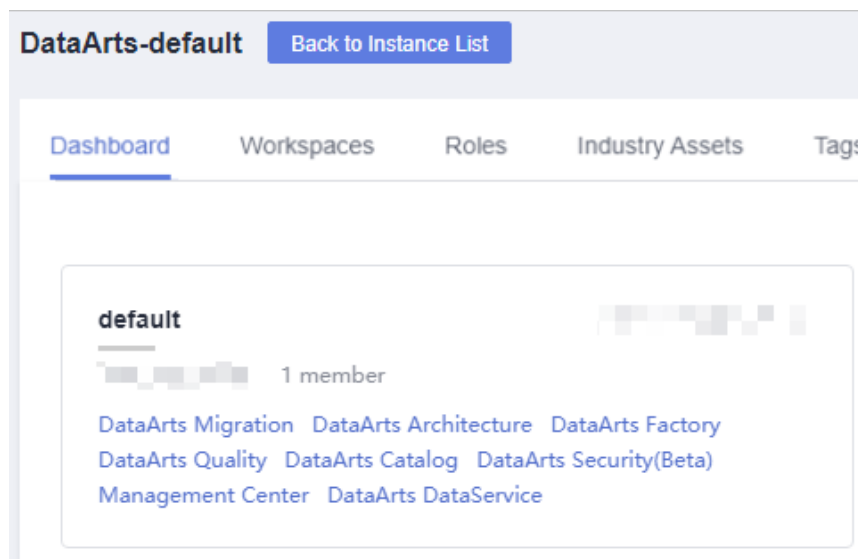 DataArts-default Back to Instance List
Dashboard Workspaces Roles Industry Assets Tags
default
1 member
DataArts Migration DataArts Architecture DataArts Factory
DataArts Quality DataArts Catalog DataArts Security(Beta)
Management Center DataArts DataService